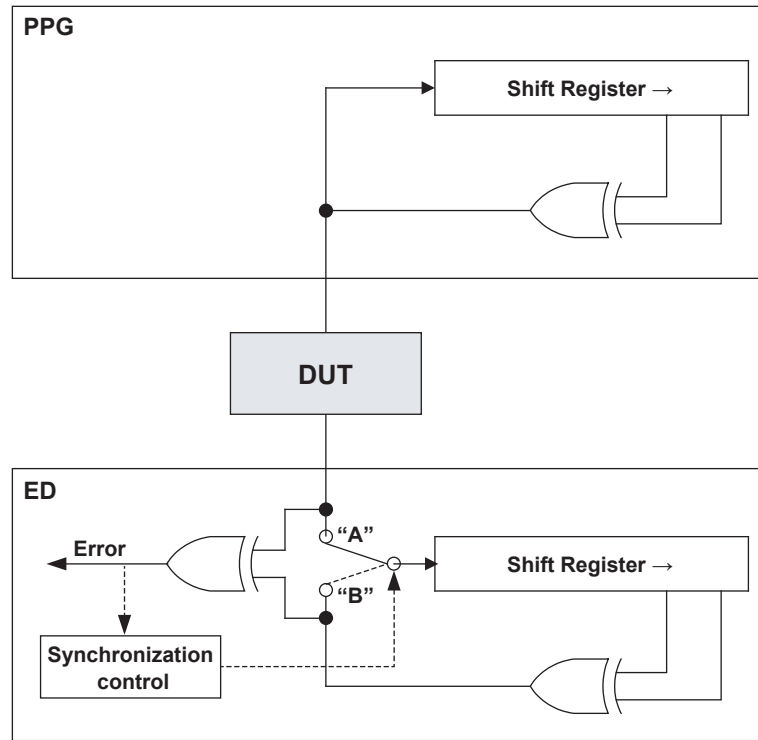 PPG
Shift Register →
DUT
ED
Error
“A”
“B”
Shift Register →
Synchronization
control